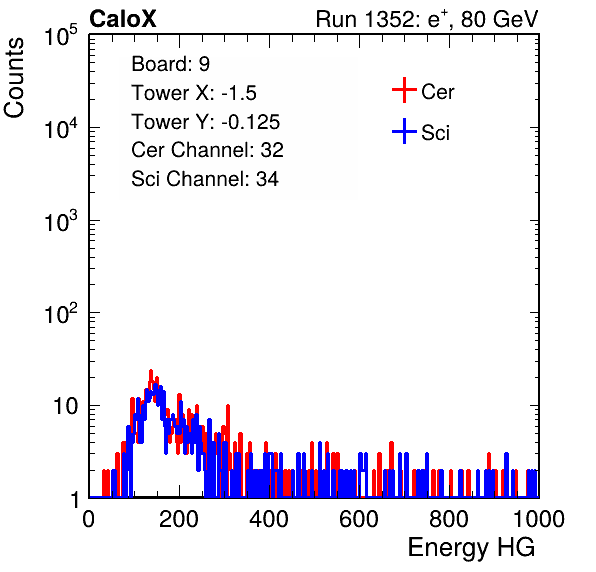 CaloX Run 1352: e⁺, 80 GeV
Counts
10⁵
10⁴
10³
10²
10
1
Board: 9
Tower X: -1.5
Tower Y: -0.125
Cer Channel: 32
Sci Channel: 34
Cer
Sci
0 200 400 600 800 1000
Energy HG